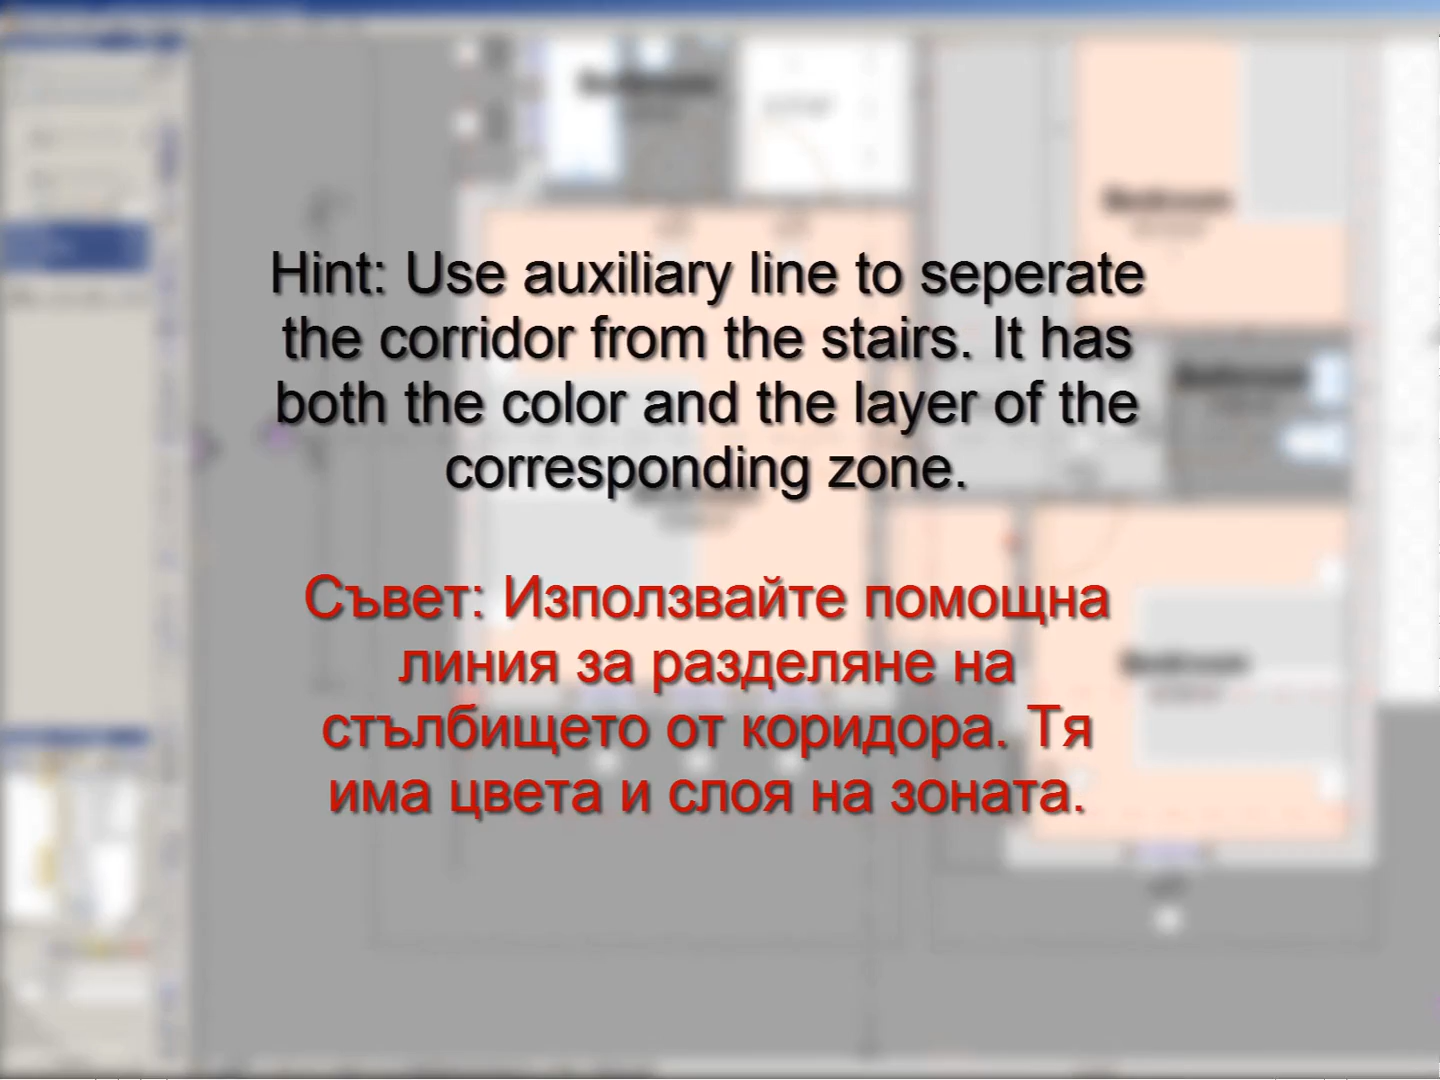 Hint: Use auxiliary line to seperate
the corridor from the stairs. It has
both the color and the layer of the
corresponding zone.
Съвет: Използвайте помощна
линия за разделяне на
стълбището от коридора. Тя
има цвета и слоя на зоната.